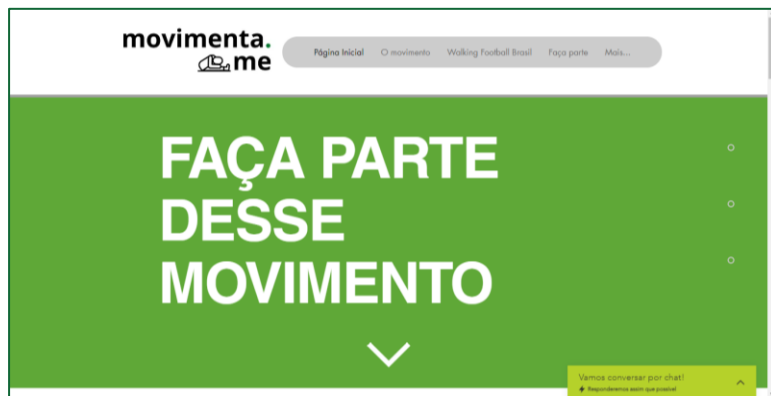 movimenta.
me
Página Inicial O movimento Walking Football Brasil Faça parte Mais...
FAÇA PARTE
DESSE
MOVIMENTO
Vamos conversar por chat!
Responderemos assim que possível